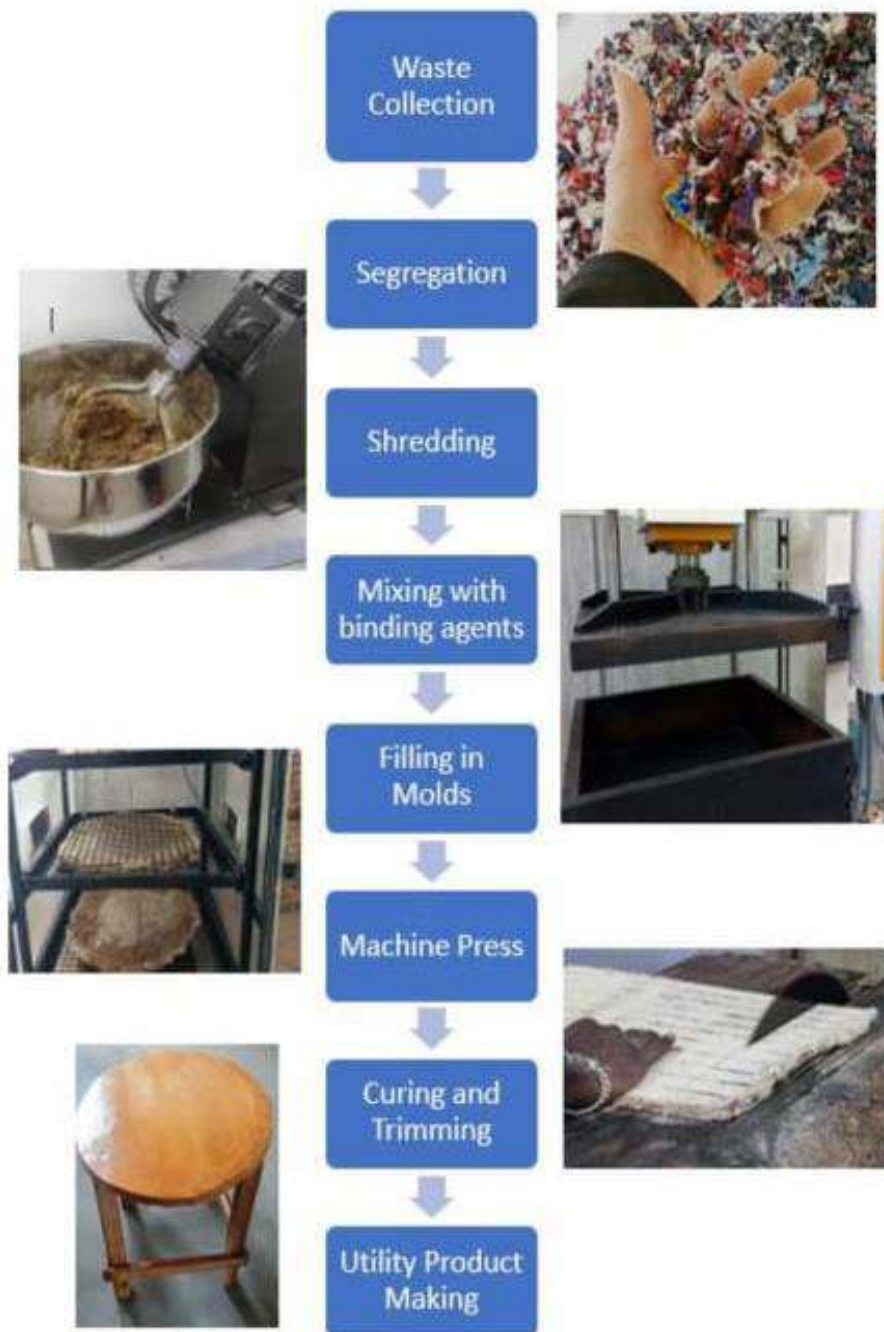 Waste
Collection
Segregation
Shredding
Mixing with
binding agents
Filling in
Molds
Machine Press
Curing and
Trimming
Utility Product
Making